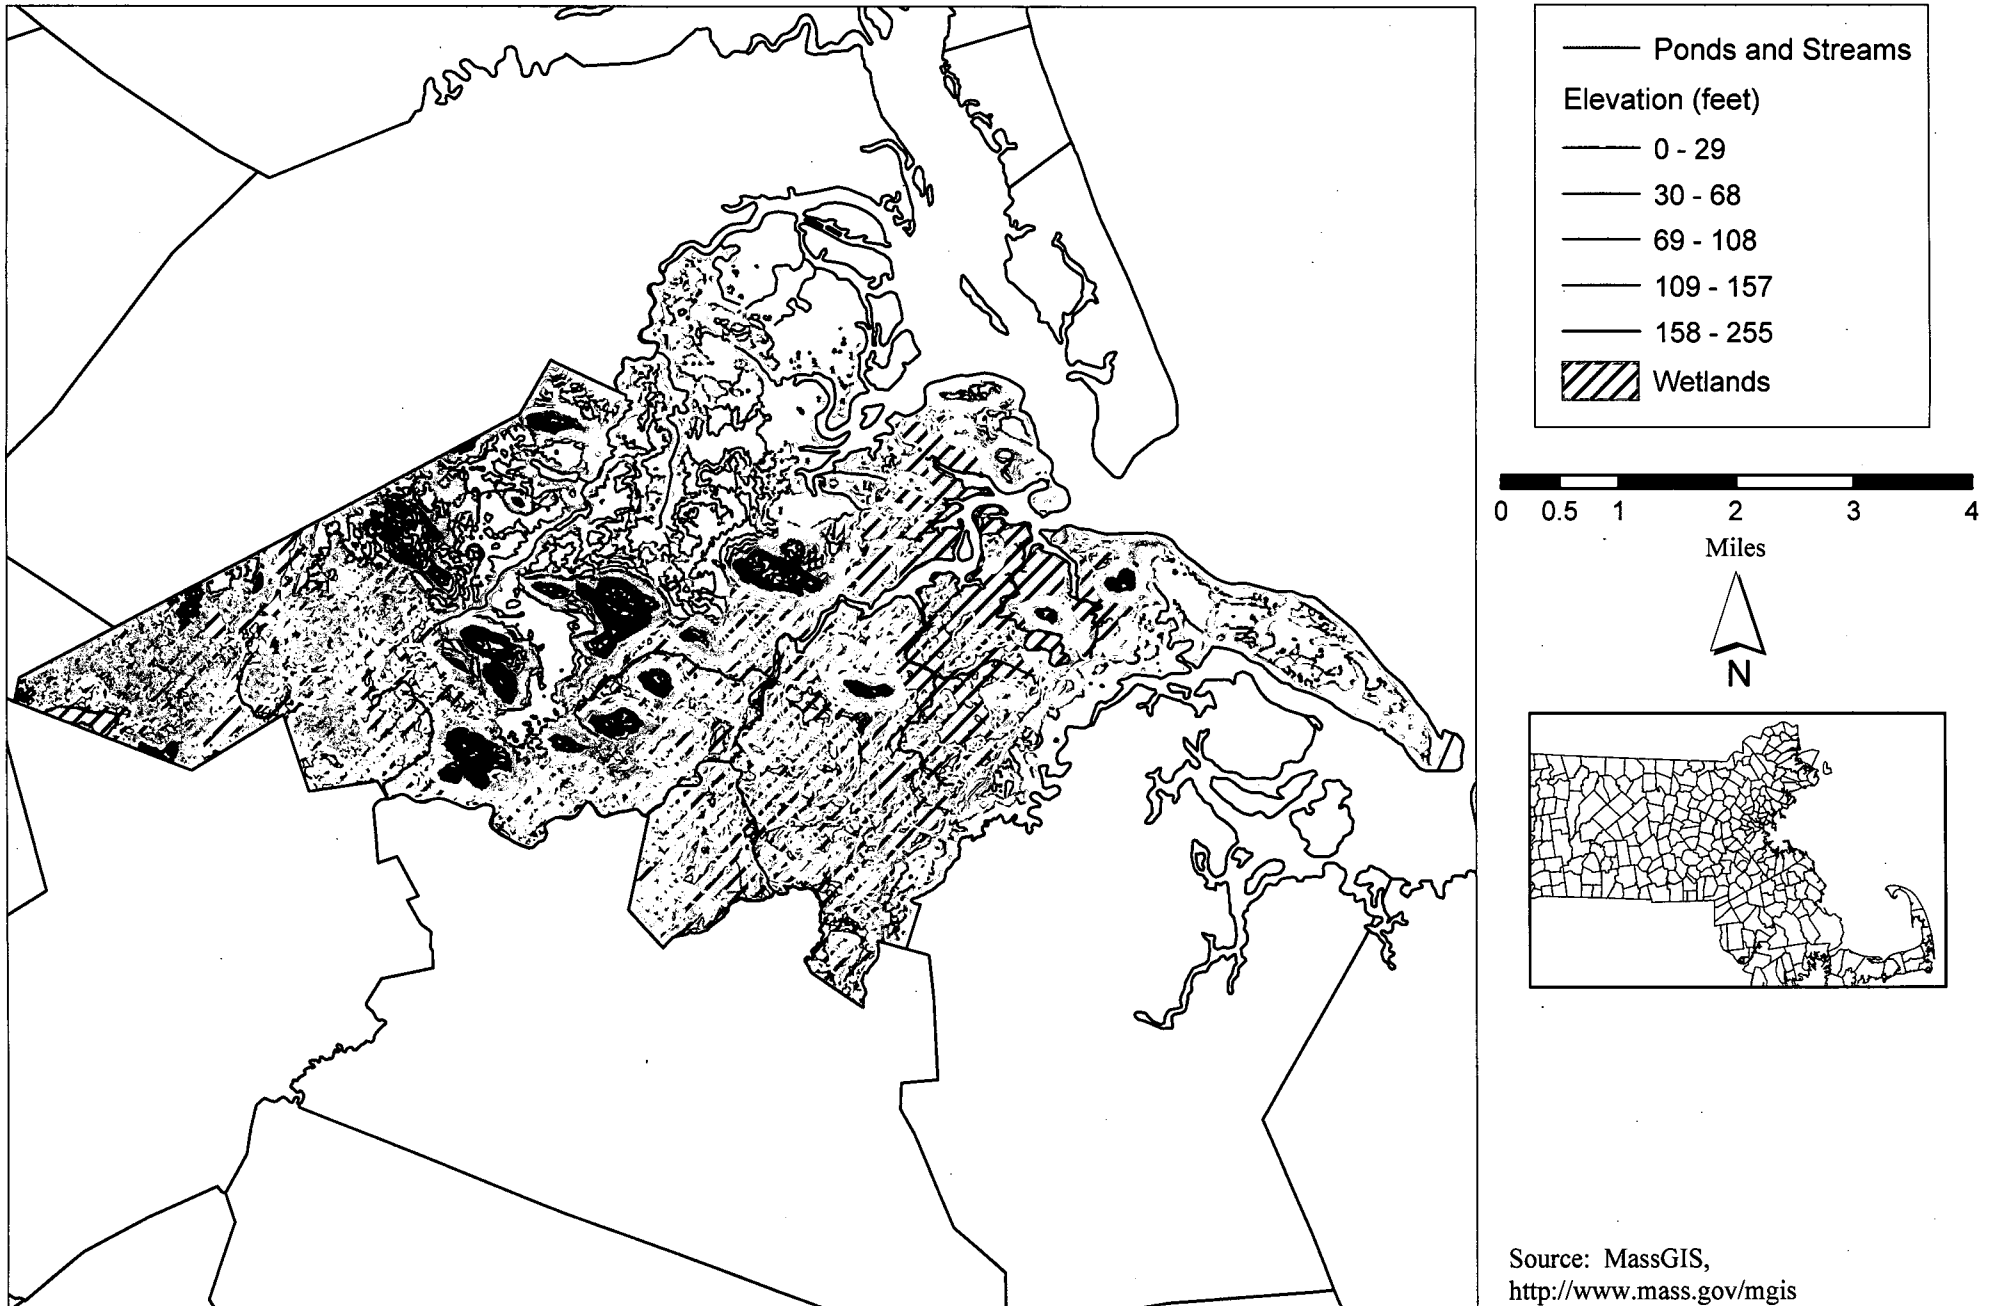 Ponds and Streams
Elevation (feet)
0 - 29
30 - 68
69 - 108
109 - 157
158 - 255
Wetlands
0 0.5 1 2 3 4
Miles
N
Source: MassGIS,
http://www.mass.gov/mgis